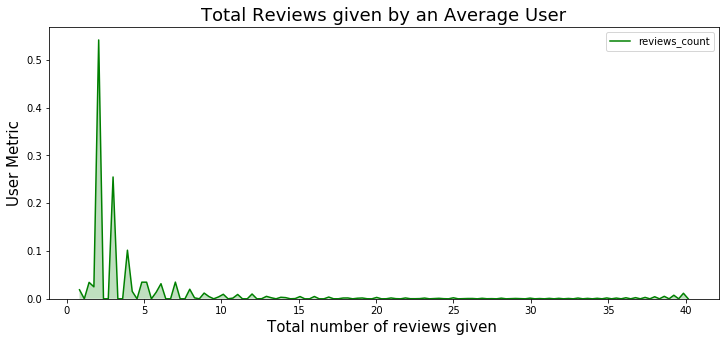 Total Reviews given by an Average User
reviews_count
User Metric
0.5
0.4
0.3
0.2
0.1
0.0
0 5 10 15 20 25 30 35 40
Total number of reviews given